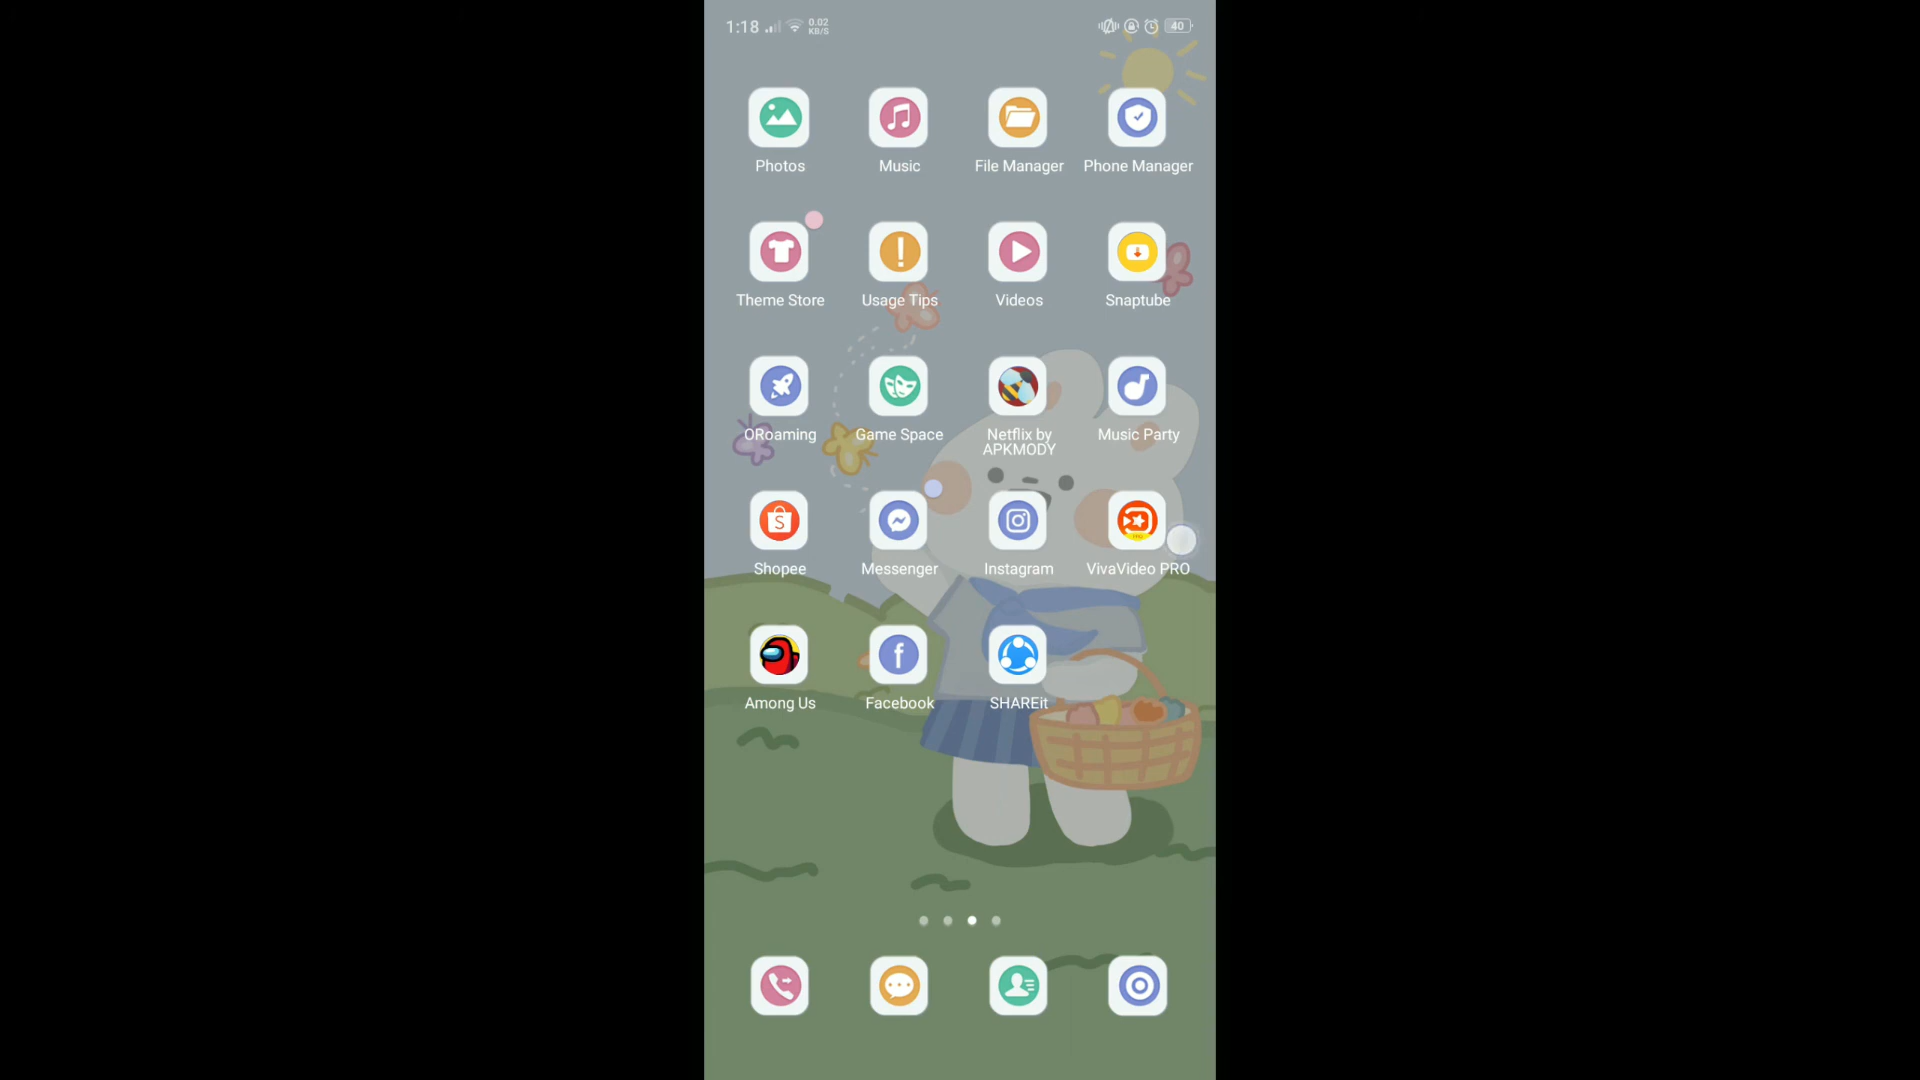 1:18 0.02 40
KB/S
Photos Music File Manager Phone Manager
Theme Store Usage Tips Videos Snaptube
ORoaming Game Space Netflix by Music Party
APKMODY
S
Shopee Messenger Instagram VivaVideo PRO
f
Among Us Facebook SHAREit